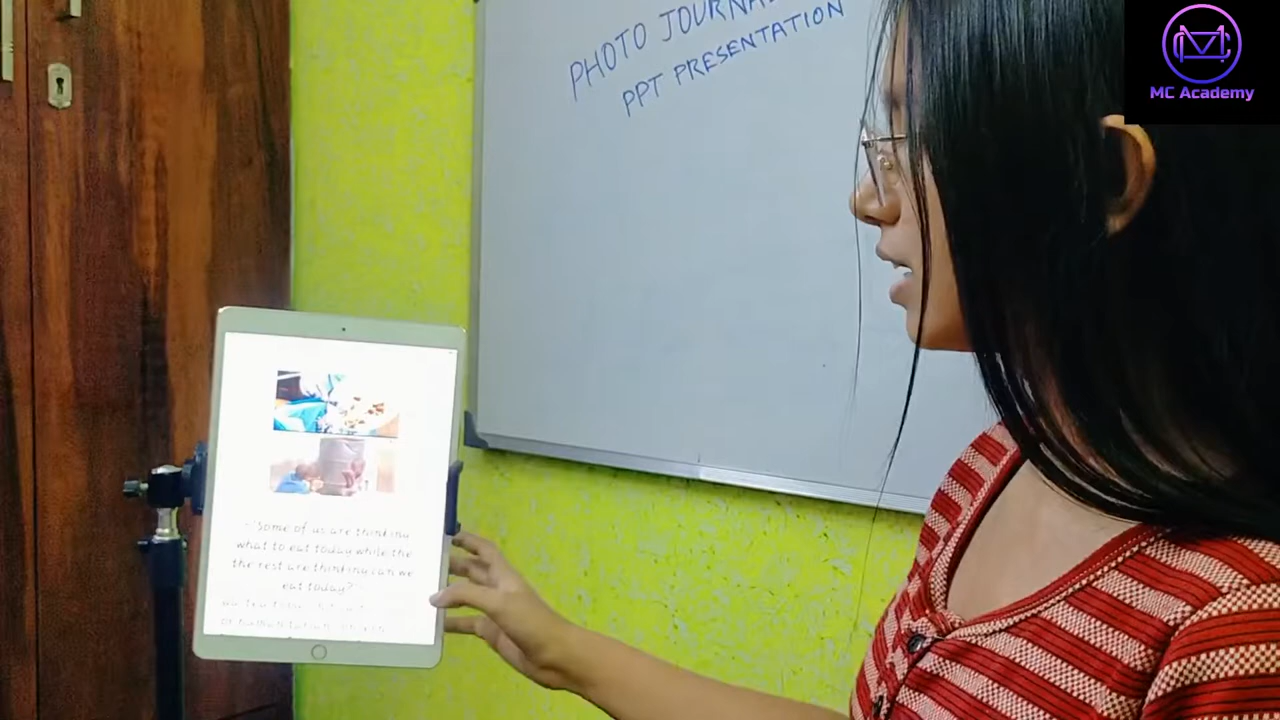 PHOTO
PPT PRESENTATION
MC Academy
"Some of us are thinking
what to eat today while the
the rest are thinking can we
eat today?"